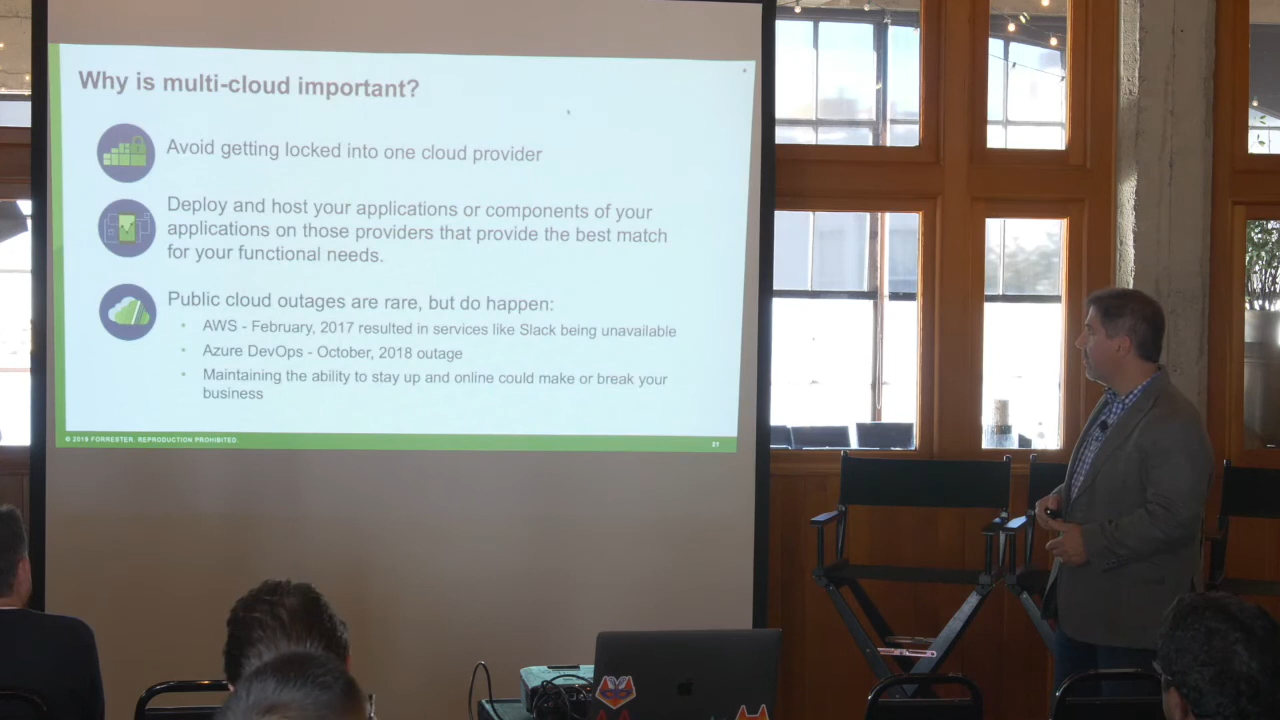 Why is multi-cloud important?
Avoid getting locked into one cloud provider
Deploy and host your applications or components of your
applications on those providers that provide the best match
for your functional needs.
Public cloud outages are rare, but do happen:
• AWS - February, 2017 resulted in services like Slack being unavailable
• Azure DevOps - October, 2018 outage
• Maintaining the ability to stay up and online could make or break your
business
© 2019 FORRESTER. REPRODUCTION PROHIBITED.
21